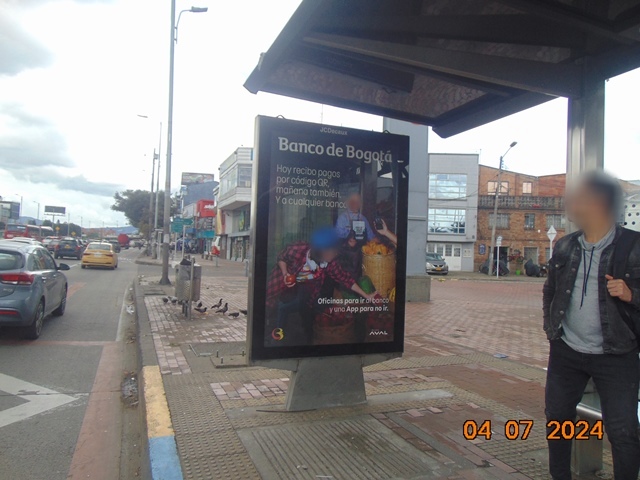 JCDecaux
Banco de Bogotá
Hoy recibo pagos
por código QR,
mañana también.
Y a cualquier banco.
Oficinas para ir al banco
y una App para no ir.
AVAL
04 07 2024